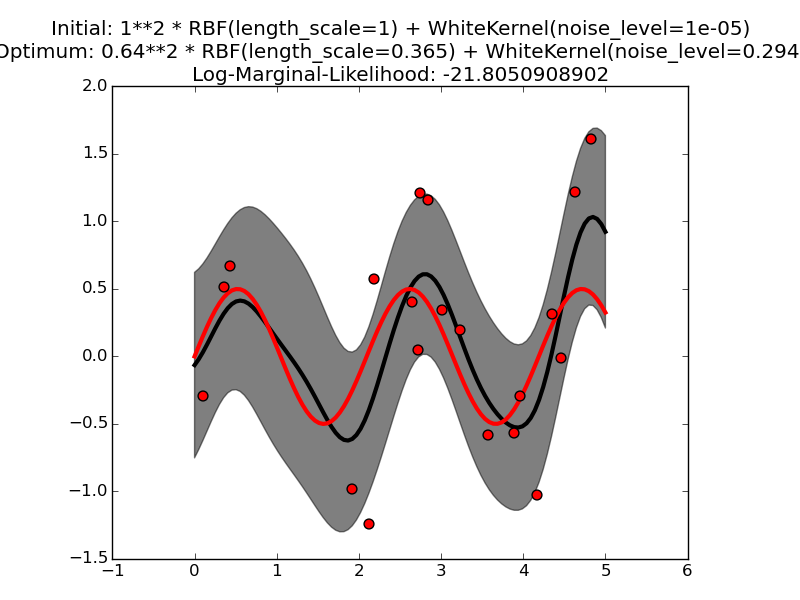 Initial: 1**2 * RBF(length_scale=1) + WhiteKernel(noise_level=1e-05)
Optimum: 0.64**2 * RBF(length_scale=0.365) + WhiteKernel(noise_level=0.294
Log-Marginal-Likelihood: -21.8050908902
2.0
1.5
1.0
0.5
0.0
−0.5
−1.0
−1.5
−1 0 1 2 3 4 5 6